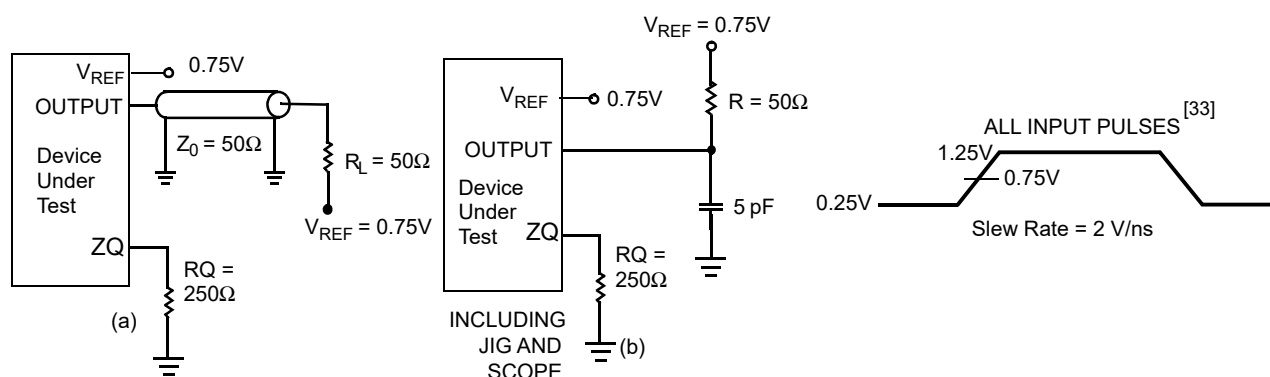 V_REF
0.75V
OUTPUT
Z0 = 50Ω
Device
Under
Test
RL = 50Ω
VREF = 0.75V
ZQ
RQ =
250Ω
(a)
VREF = 0.75V
VREF
0.75V
R = 50Ω
OUTPUT
Device
Under
Test
5 pF
ZQ
RQ =
250Ω
INCLUDING
JIG AND
SCOPE
(b)
ALL INPUT PULSES [33]
1.25V
0.75V
0.25V
Slew Rate = 2 V/ns